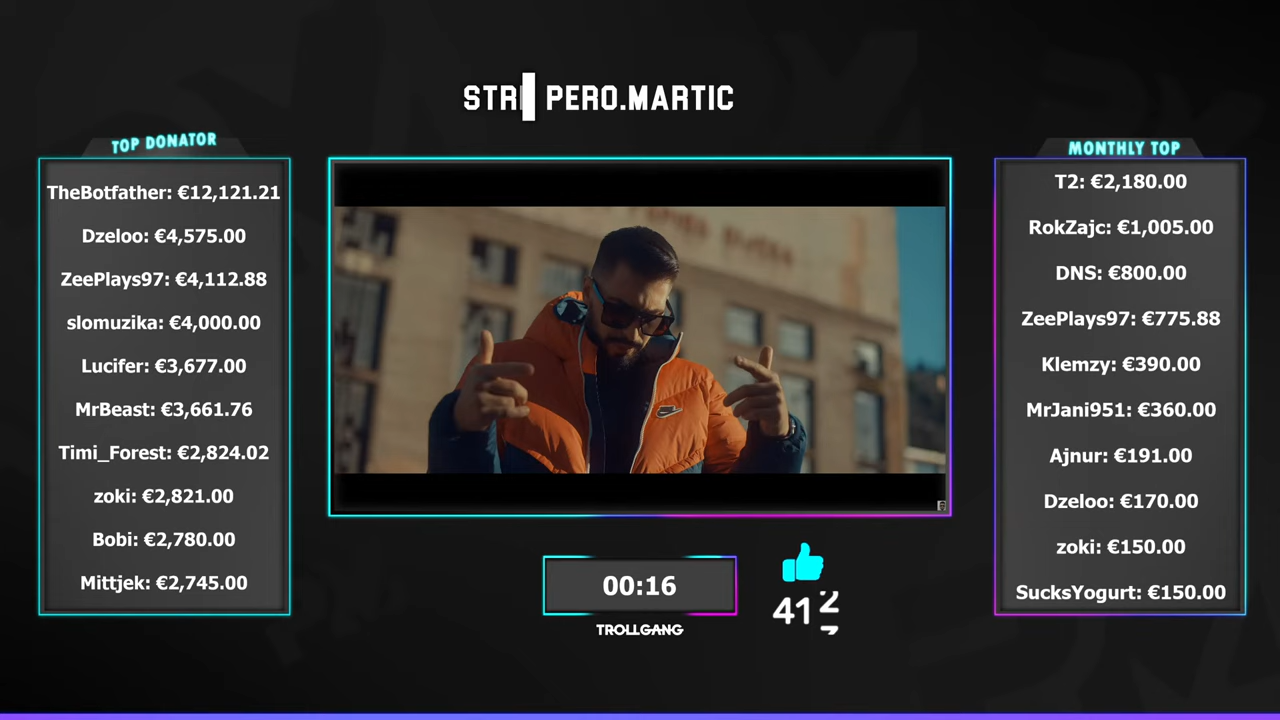 STR PERO.MARTIC
TOP DONATOR
TheBotfather: €12,121.21
Dzeloo: €4,575.00
ZeePlays97: €4,112.88
slomuzika: €4,000.00
Lucifer: €3,677.00
MrBeast: €3,661.76
Timi_Forest: €2,824.02
zoki: €2,821.00
Bobi: €2,780.00
Mittjek: €2,745.00
00:16
TROLLGANG
41
MONTHLY TOP
T2: €2,180.00
RokZajc: €1,005.00
DNS: €800.00
ZeePlays97: €775.88
Klemzy: €390.00
MrJani951: €360.00
Ajnur: €191.00
Dzeloo: €170.00
zoki: €150.00
SucksYogurt: €150.00